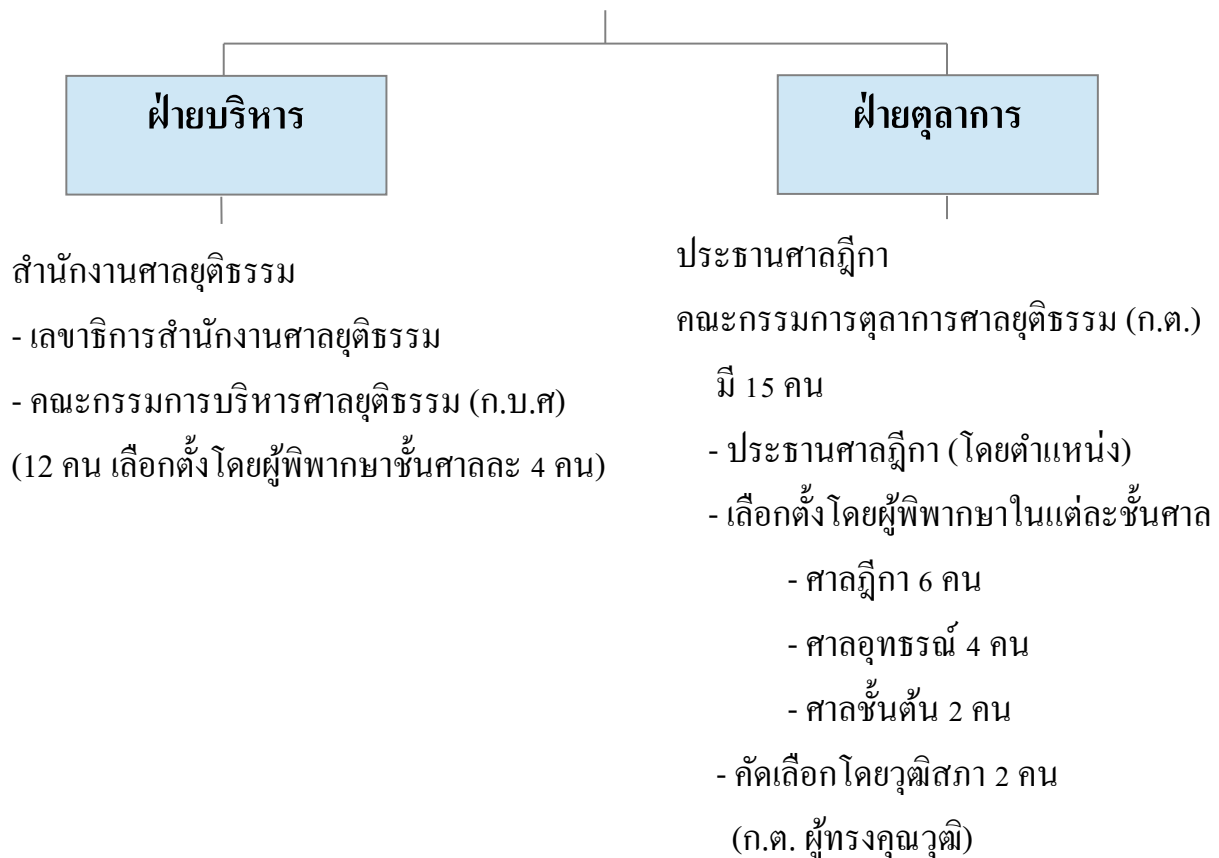 ฝ่ายบริหาร
สำนักงานศาลยุติธรรม
- เลขาธิการสำนักงานศาลยุติธรรม
- คณะกรรมการบริหารศาลยุติธรรม (ก.บ.ศ)
(12 คน เลือกตั้งโดยผู้พิพากษาชั้นศาลละ 4 คน)
ฝ่ายตุลาการ
ประธานศาลฎีกา
คณะกรรมการตุลาการศาลยุติธรรม (ก.ต.)
มี 15 คน
- ประธานศาลฎีกา (โดยตำแหน่ง)
- เลือกตั้งโดยผู้พิพากษาในแต่ละชั้นศาล
- ศาลฎีกา 6 คน
- ศาลอุทธรณ์ 4 คน
- ศาลชั้นต้น 2 คน
- คัดเลือกโดยวุฒิสภา 2 คน
(ก.ต. ผู้ทรงคุณวุฒิ)